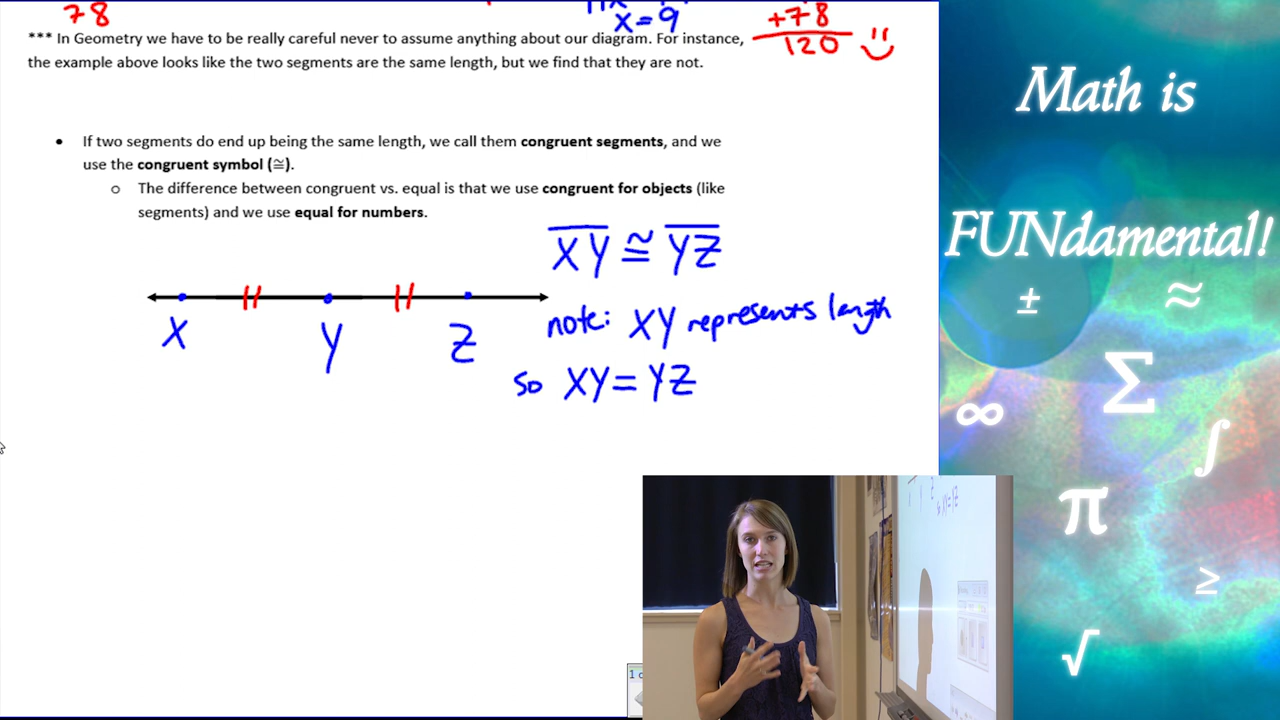 78
x=9
+78
120
*** In Geometry we have to be really careful never to assume anything about our diagram. For instance,
the example above looks like the two segments are the same length, but we find that they are not.
• If two segments do end up being the same length, we call them congruent segments, and we
use the congruent symbol (≅).
o The difference between congruent vs. equal is that we use congruent for objects (like
segments) and we use equal for numbers.
X̅Y̅ ≅ Y̅Z̅
X Y Z
note: XY represents length
so XY = YZ
Math is
FUNdamental!
± ≈
∞ Σ
∫
π
≥
√